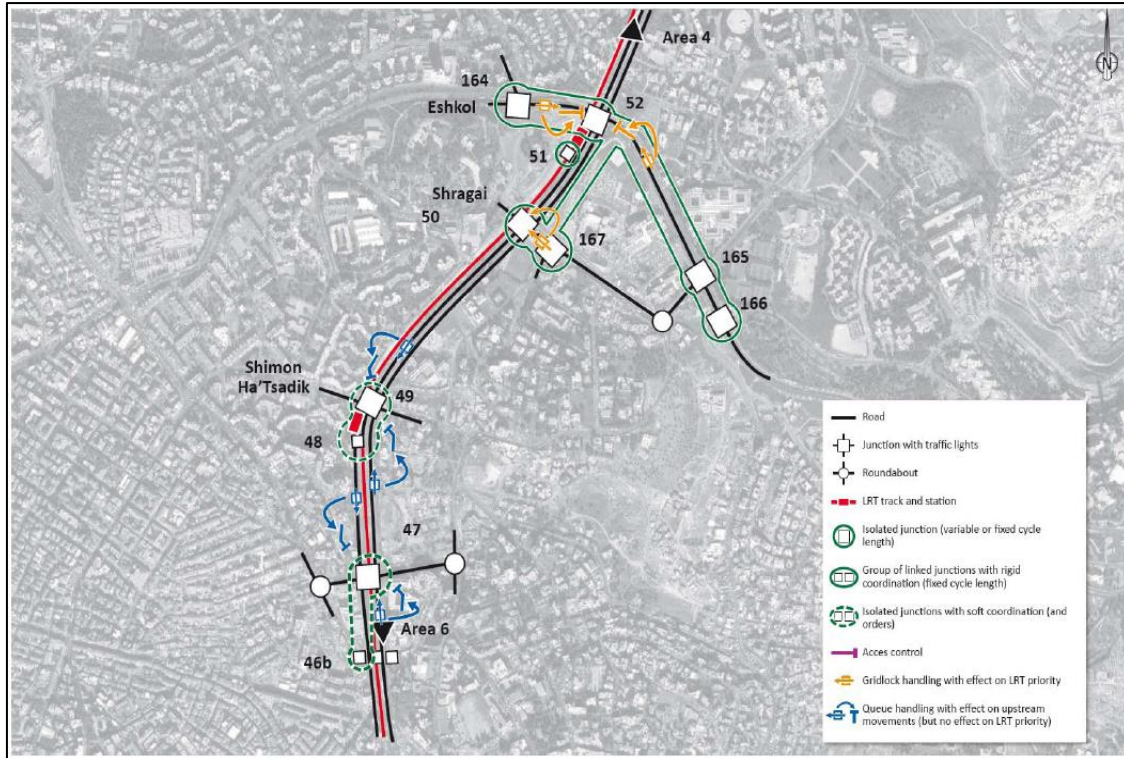 Area 4
N
164
Eshkol
52
51
Shragai
50
167
165
166
Shimon
Ha'Tsadik
49
48
47
Area 6
46b
Road
Junction with traffic lights
Roundabout
LRT track and station
Isolated junction (variable or fixed cycle
length)
Group of linked junctions with rigid
coordination (fixed cycle length)
Isolated junctions with soft coordination (and
orders)
Acces control
Gridlock handling with effect on LRT priority
Queue handling with effect on upstream
movements (but no effect on LRT priority)